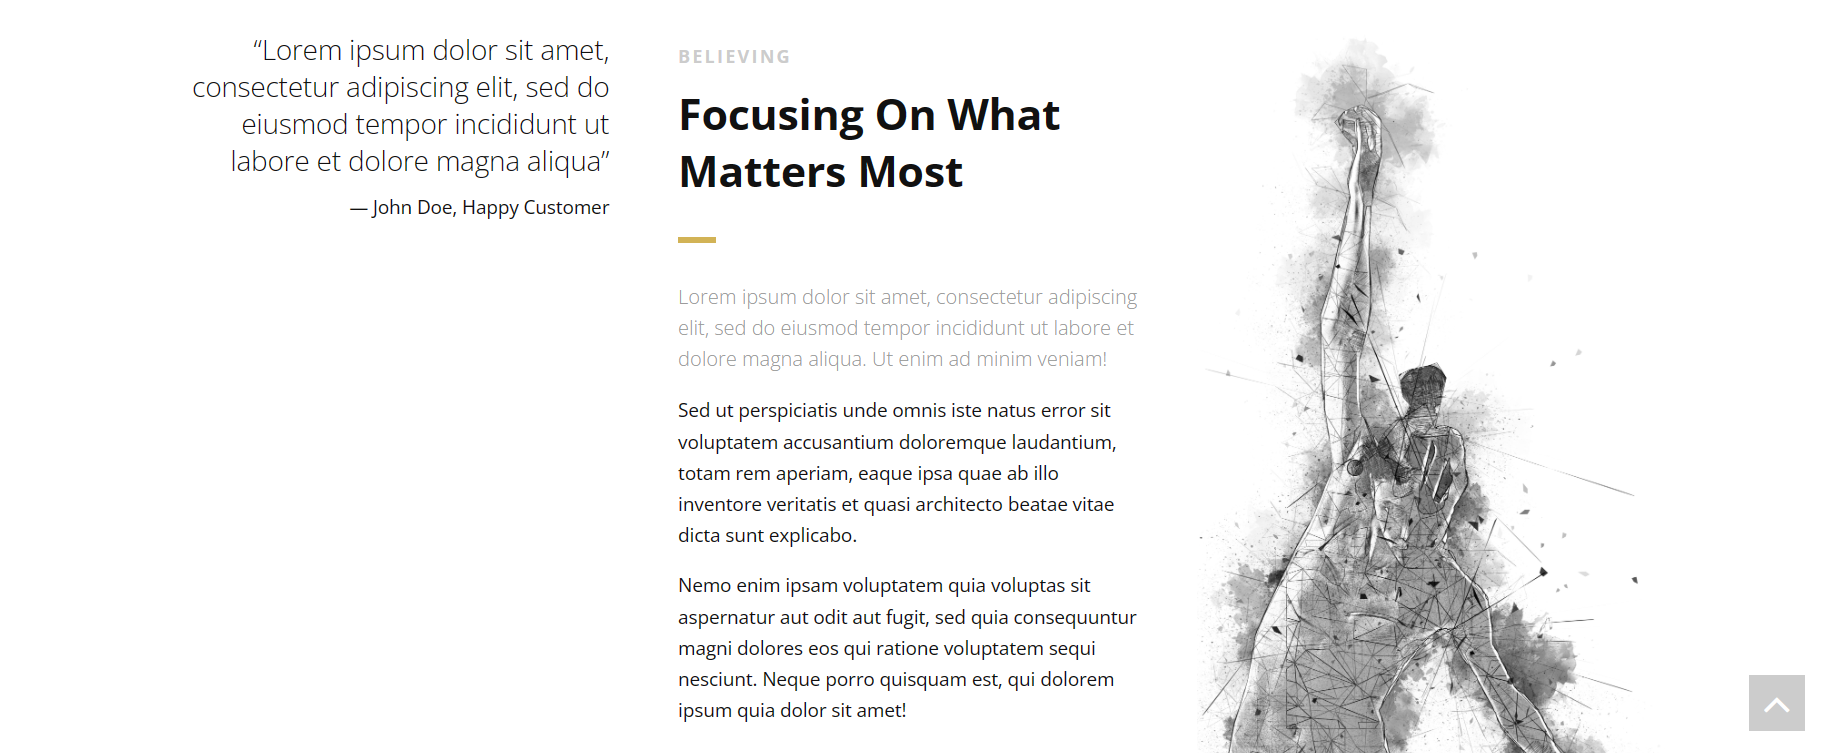 “Lorem ipsum dolor sit amet,
consectetur adipiscing elit, sed do
eiusmod tempor incididunt ut
labore et dolore magna aliqua”
— John Doe, Happy Customer
BELIEVING
Focusing On What
Matters Most
Lorem ipsum dolor sit amet, consectetur adipiscing
elit, sed do eiusmod tempor incididunt ut labore et
dolore magna aliqua. Ut enim ad minim veniam!
Sed ut perspiciatis unde omnis iste natus error sit
voluptatem accusantium doloremque laudantium,
totam rem aperiam, eaque ipsa quae ab illo
inventore veritatis et quasi architecto beatae vitae
dicta sunt explicabo.
Nemo enim ipsam voluptatem quia voluptas sit
aspernatur aut odit aut fugit, sed quia consequuntur
magni dolores eos qui ratione voluptatem sequi
nesciunt. Neque porro quisquam est, qui dolorem
ipsum quia dolor sit amet!